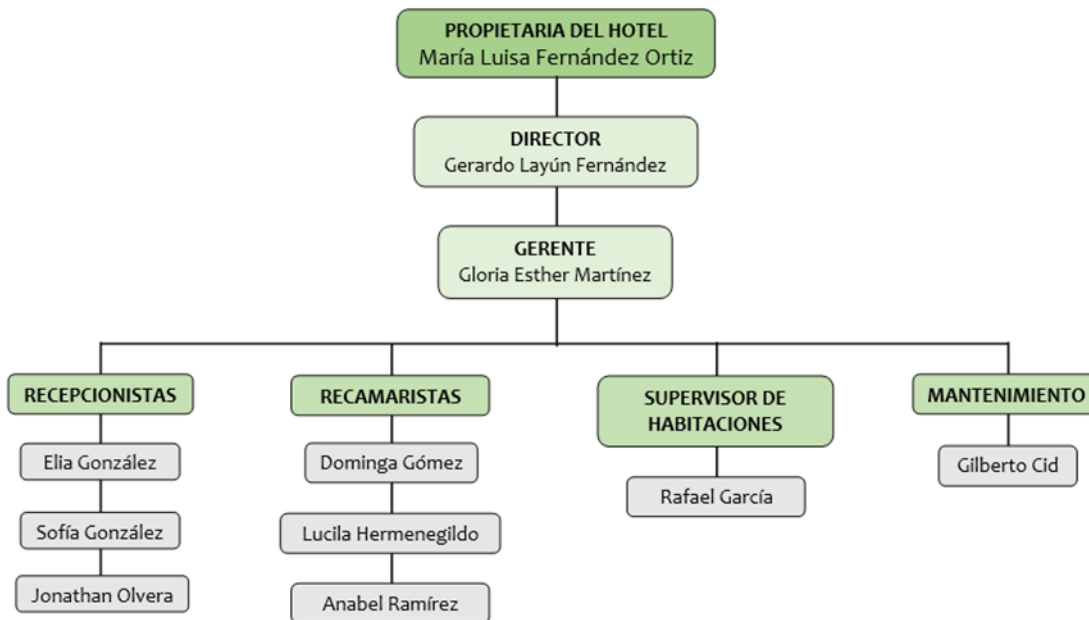 PROPIETARIA DEL HOTEL
María Luisa Fernández Ortiz
DIRECTOR
Gerardo Layún Fernández
GERENTE
Gloria Esther Martínez
RECEPCIONISTAS
Elia González
Sofía González
Jonathan Olvera
RECAMARISTAS
Dominga Gómez
Lucila Hermenegildo
Anabel Ramírez
SUPERVISOR DE
HABITACIONES
Rafael García
MANTENIMIENTO
Gilberto Cid